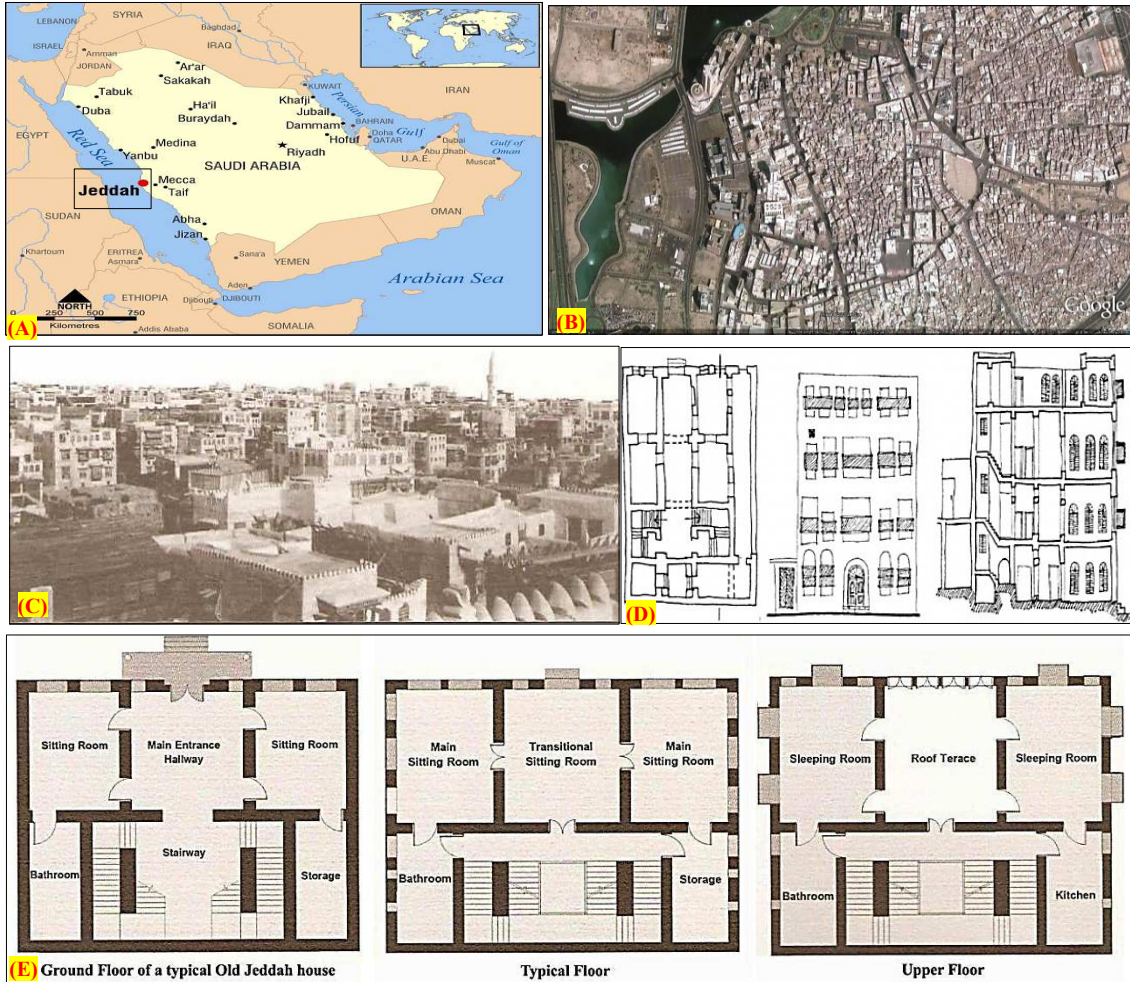 SYRIA
LEBANON
Baghdad
ISRAEL
Amman
IRAQ
JORDAN
Ar'ar
Sakakah
KUWAIT
IRAN
Tabuk
Duba
Khafji
Persian
Ha'il
Jubail
Buraydah
Dammam
BAHRAIN
EGYPT
Hofuf
Doha
QATAR
Gulf
Dubai
Gulf of
Oman
Red Sea
Medina
Riyadh
Abu Dhabi
Yanbu
SAUDI ARABIA
U.A.E.
Muscat
Jeddah
Mecca
Taif
OMAN
SUDAN
Abha
Jizan
Khartoum
ERITREA
Asmara
Sana'a
YEMEN
Arabian Sea
Aden
ETHIOPIA
Djibouti
DJIBOUTI
NORTH
0 250 500 750
Kilometres
SOMALIA
Addis Ababa
(A)
Google
(B)
(C)
(D)
Sitting Room
Main Entrance
Hallway
Sitting Room
Stairway
Bathroom
Storage
Main
Sitting Room
Transitional
Sitting Room
Main
Sitting Room
Bathroom
Storage
Sleeping Room
Roof Terace
Sleeping Room
Bathroom
Kitchen
(E) Ground Floor of a typical Old Jeddah house
Typical Floor
Upper Floor